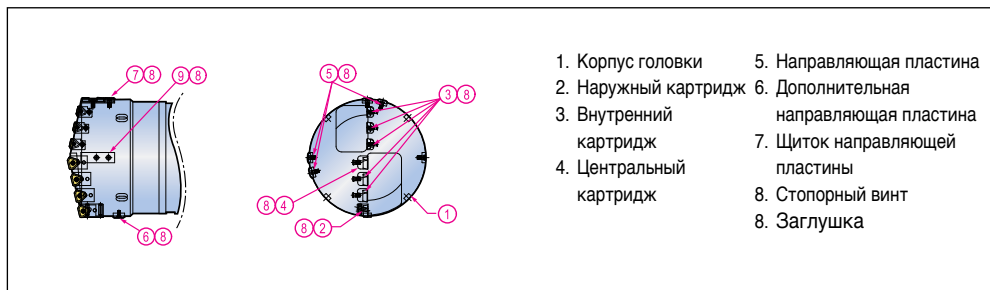 7 8
9 8
6 8
5 8
3 8
8 4
8 2
1
1. Корпус головки
2. Наружный картридж
3. Внутренний
картридж
4. Центральный
картридж
5. Направляющая пластина
6. Дополнительная
направляющая пластина
7. Щиток направляющей
пластины
8. Стопорный винт
8. Заглушка